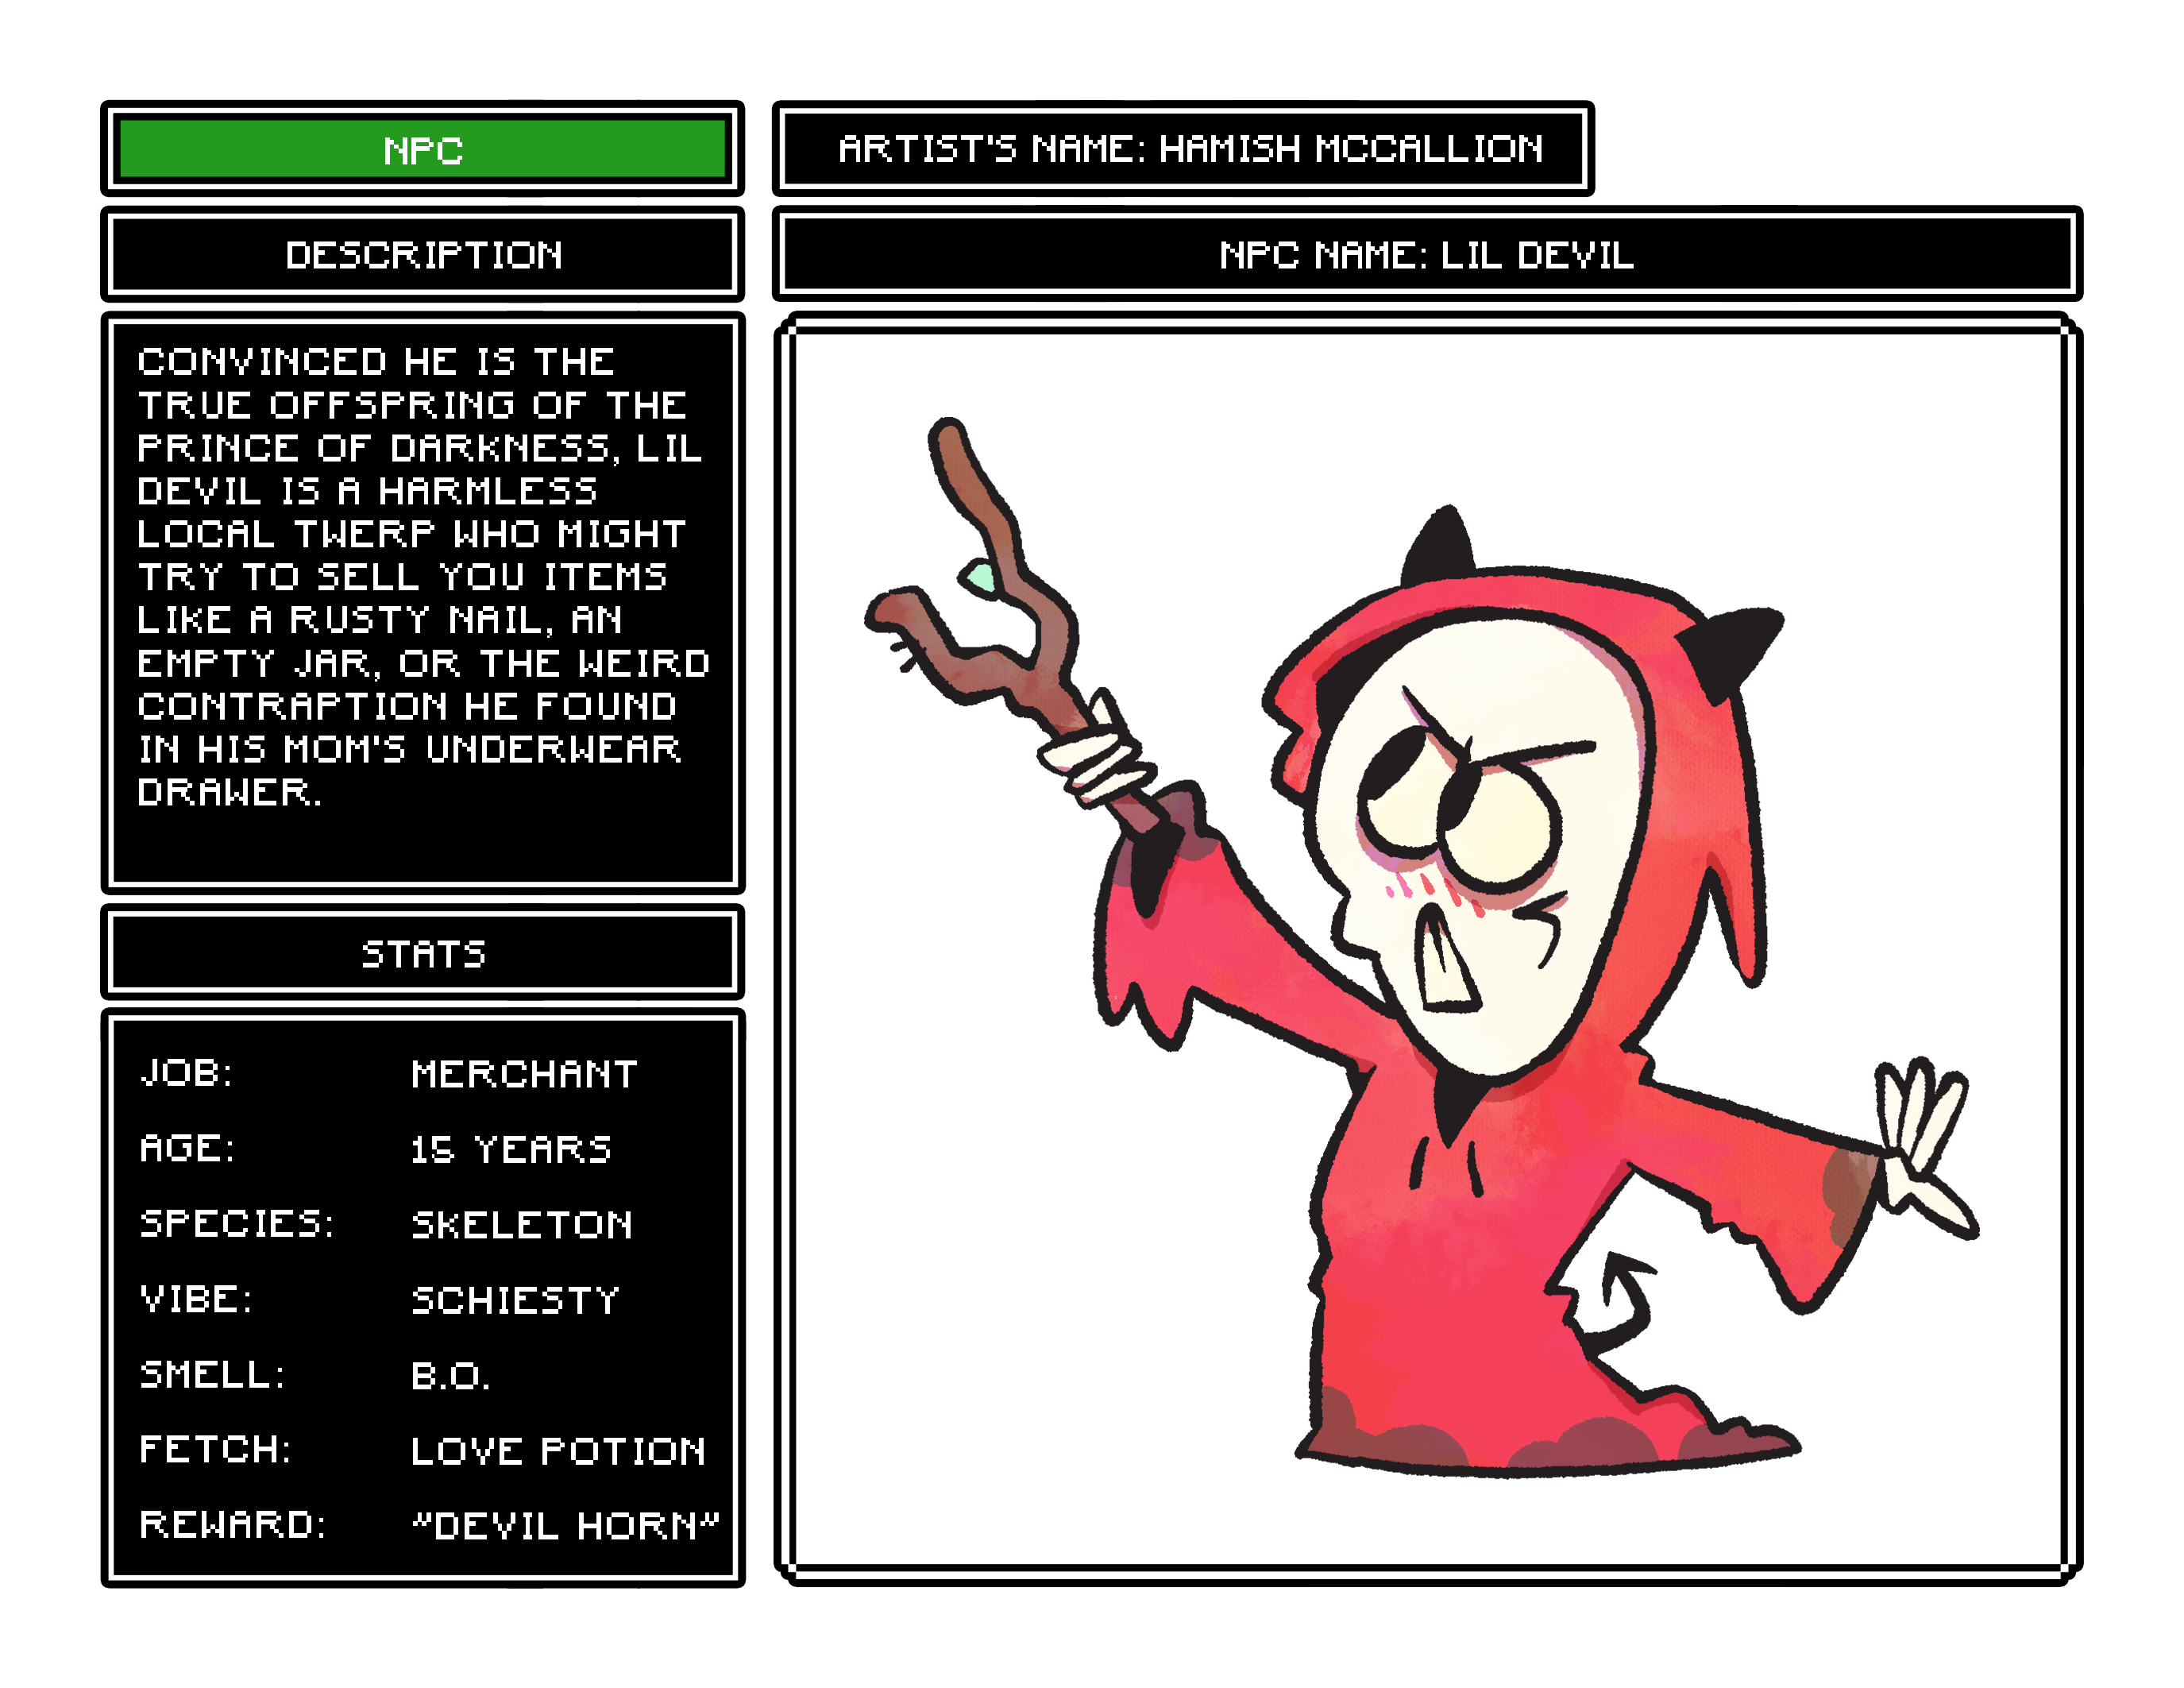 NPC
ARTIST'S NAME: HAMISH MCCALLION
DESCRIPTION
NPC NAME: LIL DEVIL
CONVINCED HE IS THE
TRUE OFFSPRING OF THE
PRINCE OF DARKNESS, LIL
DEVIL IS A HARMLESS
LOCAL TWERP WHO MIGHT
TRY TO SELL YOU ITEMS
LIKE A RUSTY NAIL, AN
EMPTY JAR, OR THE WEIRD
CONTRAPTION HE FOUND
IN HIS MOM'S UNDERWEAR
DRAWER.
STATS
JOB: MERCHANT
AGE: 15 YEARS
SPECIES: SKELETON
VIBE: SCHIESTY
SMELL: B.O.
FETCH: LOVE POTION
REWARD: "DEVIL HORN"